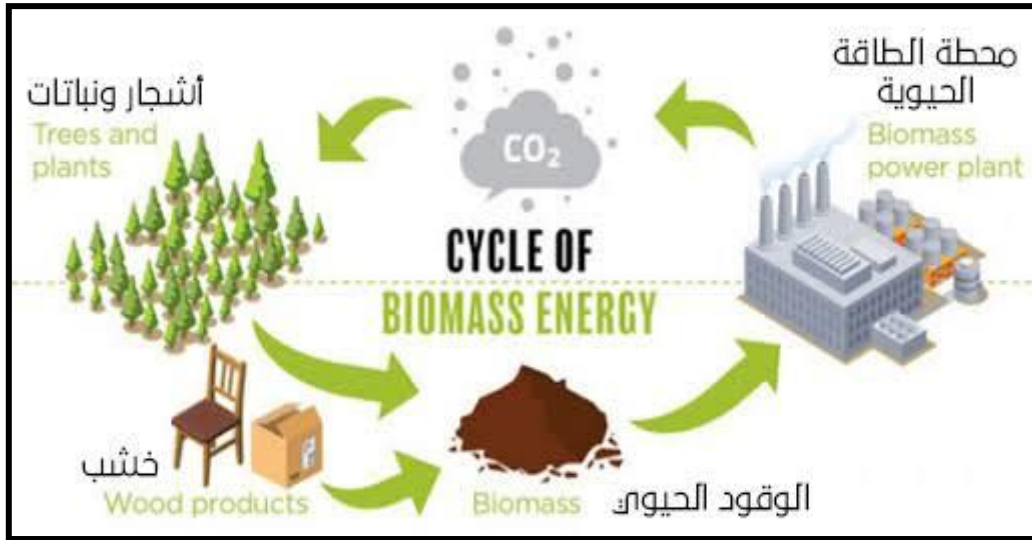 محطة الطاقة
الحيوية
Biomass
power plant
أشجار ونباتات
Trees and
plants
CO₂
CYCLE OF
BIOMASS ENERGY
خشب
Wood products
Biomass
الوقود الحيوي